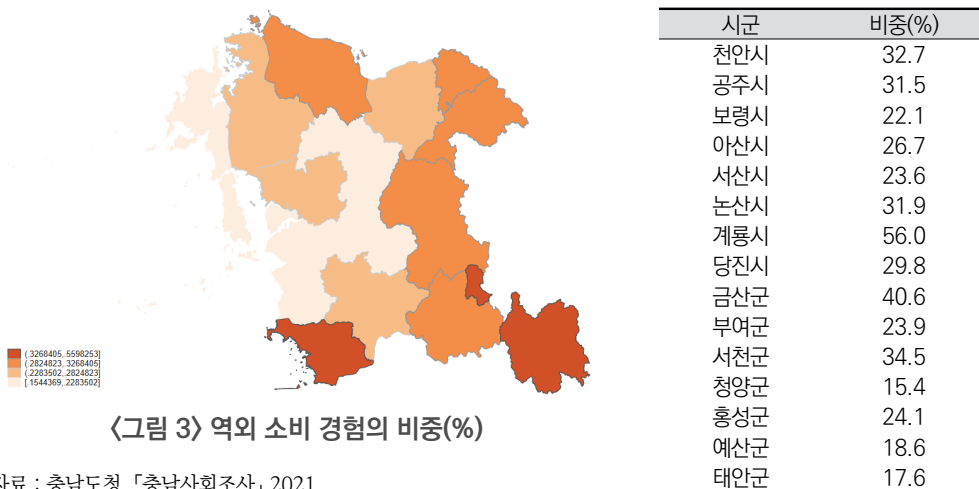 (.3268405,.5598253]
(.2824823,.3268405]
(.2283502,.2824823]
[.1544369,.2283502]
<그림 3> 역외 소비 경험의 비중(%)
자료 : 충남도청 「충남사회조사」 2021
시군 비중(%)
천안시 32.7
공주시 31.5
보령시 22.1
아산시 26.7
서산시 23.6
논산시 31.9
계룡시 56.0
당진시 29.8
금산군 40.6
부여군 23.9
서천군 34.5
청양군 15.4
홍성군 24.1
예산군 18.6
태안군 17.6